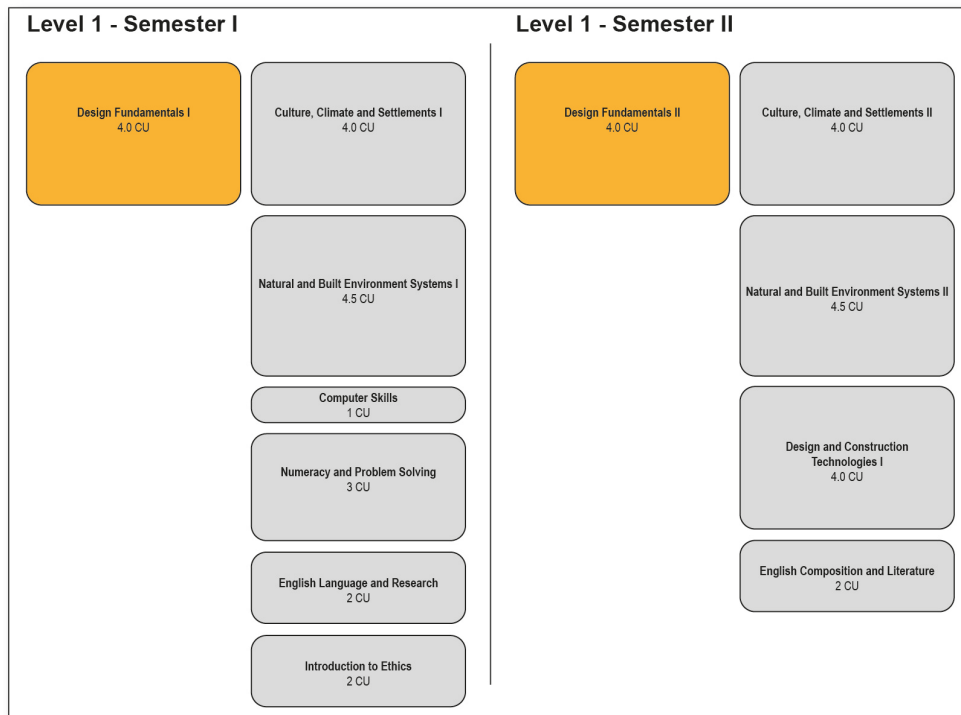 Level 1 - Semester I
Design Fundamentals I
4.0 CU
Culture, Climate and Settlements I
4.0 CU
Natural and Built Environment Systems I
4.5 CU
Computer Skills
1 CU
Numeracy and Problem Solving
3 CU
English Language and Research
2 CU
Introduction to Ethics
2 CU
Level 1 - Semester II
Design Fundamentals II
4.0 CU
Culture, Climate and Settlements II
4.0 CU
Natural and Built Environment Systems II
4.5 CU
Design and Construction
Technologies I
4.0 CU
English Composition and Literature
2 CU